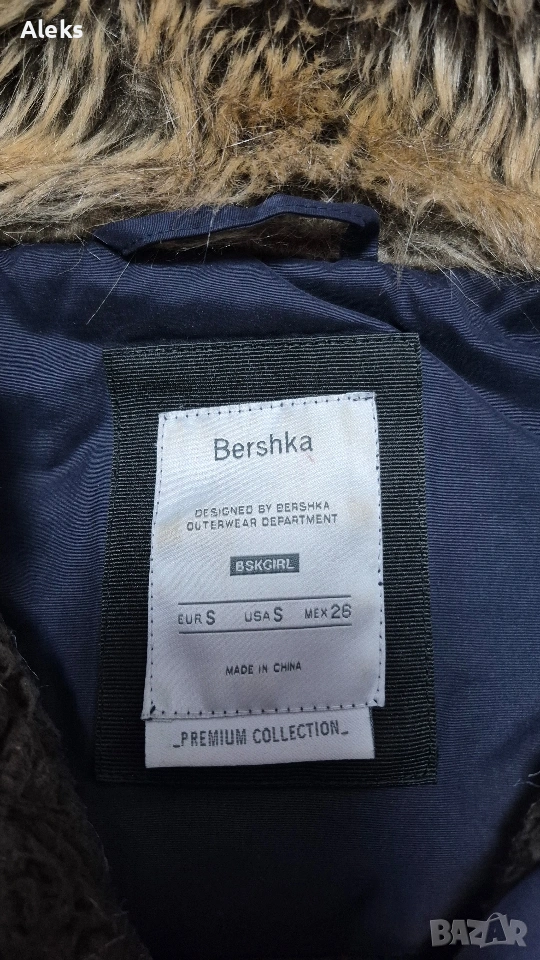 Aleks
Bershka
DESIGNED BY BERSHKA
OUTERWEAR DEPARTMENT
BSKGIRL
EUR S USA S MEX 26
MADE IN CHINA
_PREMIUM COLLECTION_
BAZAR